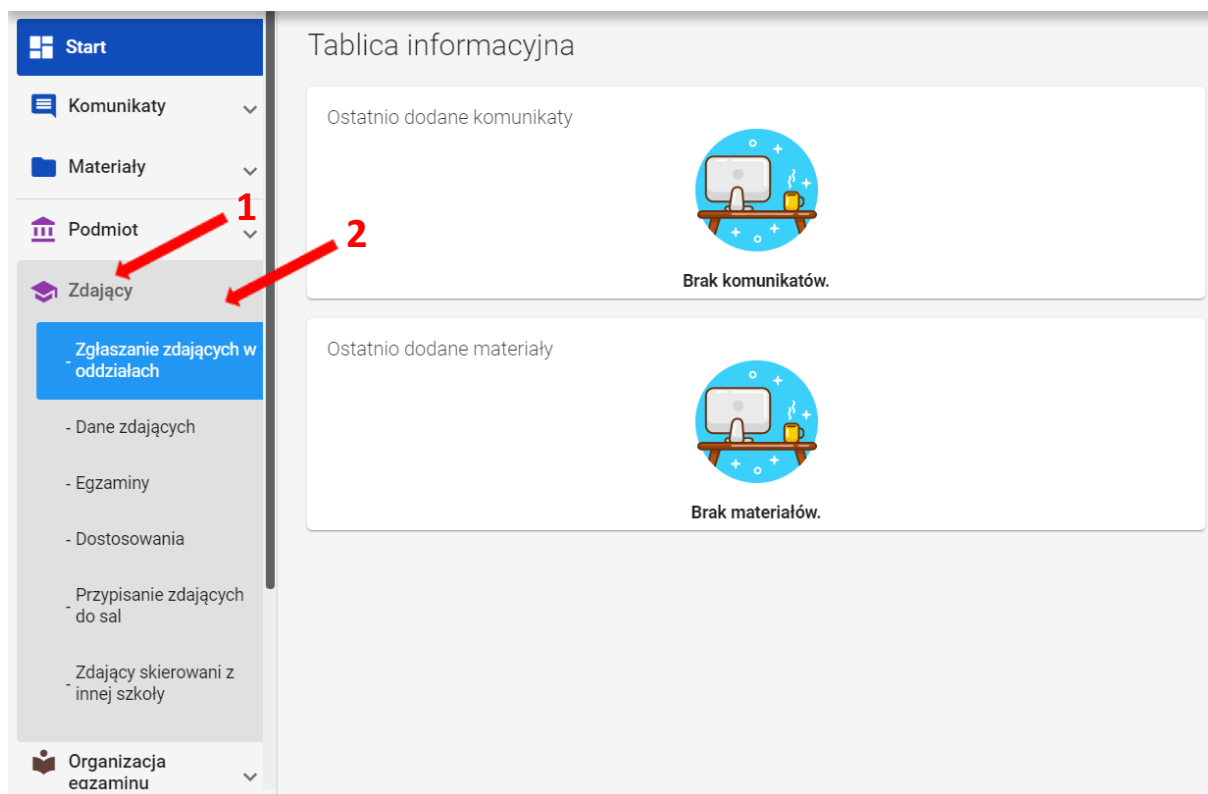 Start
Komunikaty
Materiały
1
Podmiot
2
Zdający
- Zgłaszanie zdających w
oddziałach
- Dane zdających
- Egzaminy
- Dostosowania
- Przypisanie zdających
do sal
- Zdający skierowani z
innej szkoły
Organizacja
egzaminu
Tablica informacyjna
Ostatnio dodane komunikaty
Brak komunikatów.
Ostatnio dodane materiały
Brak materiałów.